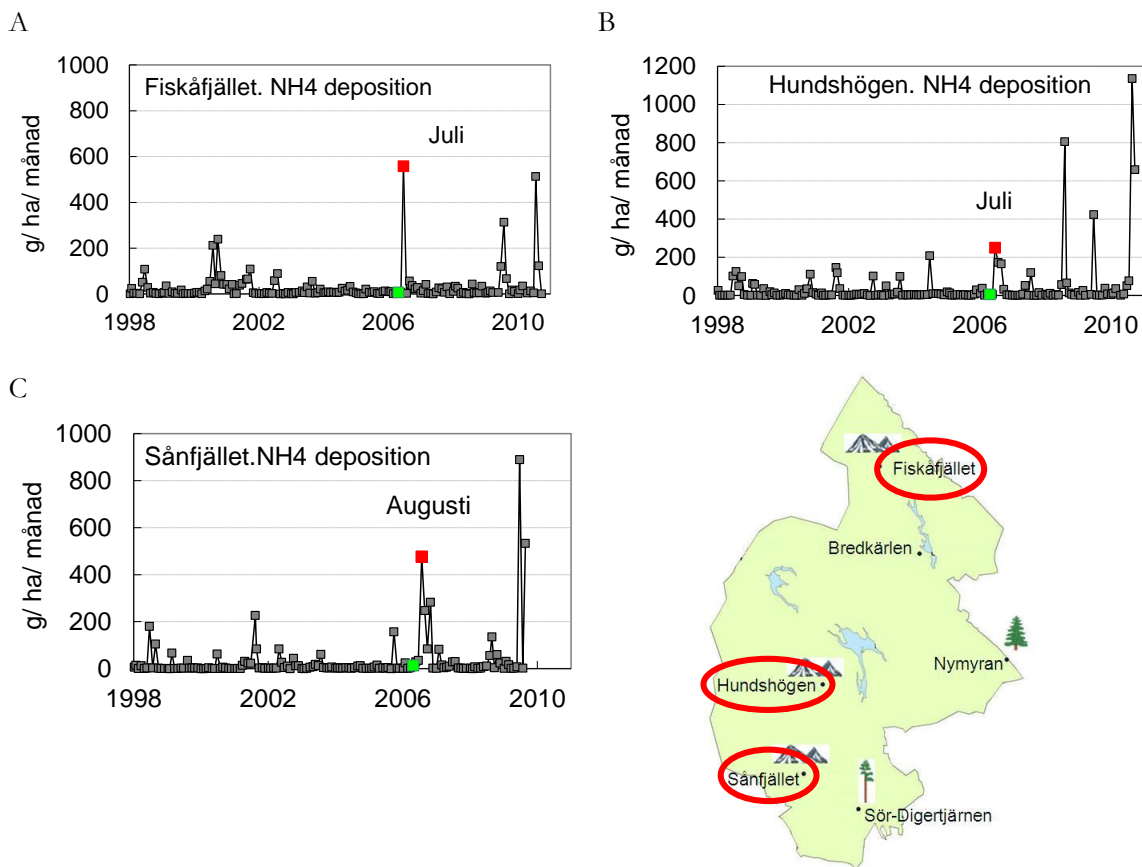 A
Fiskåfjället. NH4 deposition
Juli
g/ ha/ månad
1000
800
600
400
200
0
1998
2002
2006
2010
B
Hundshögen. NH4 deposition
Juli
g/ ha/ månad
1200
1000
800
600
400
200
0
1998
2002
2006
2010
C
Sånfjället.NH4 deposition
Augusti
g/ ha/ månad
1000
800
600
400
200
0
1998
2002
2006
2010
Fiskåfjället
Bredkärlen
Nymyran
Hundshögen
Sånfjället
Sör-Digertjärnen